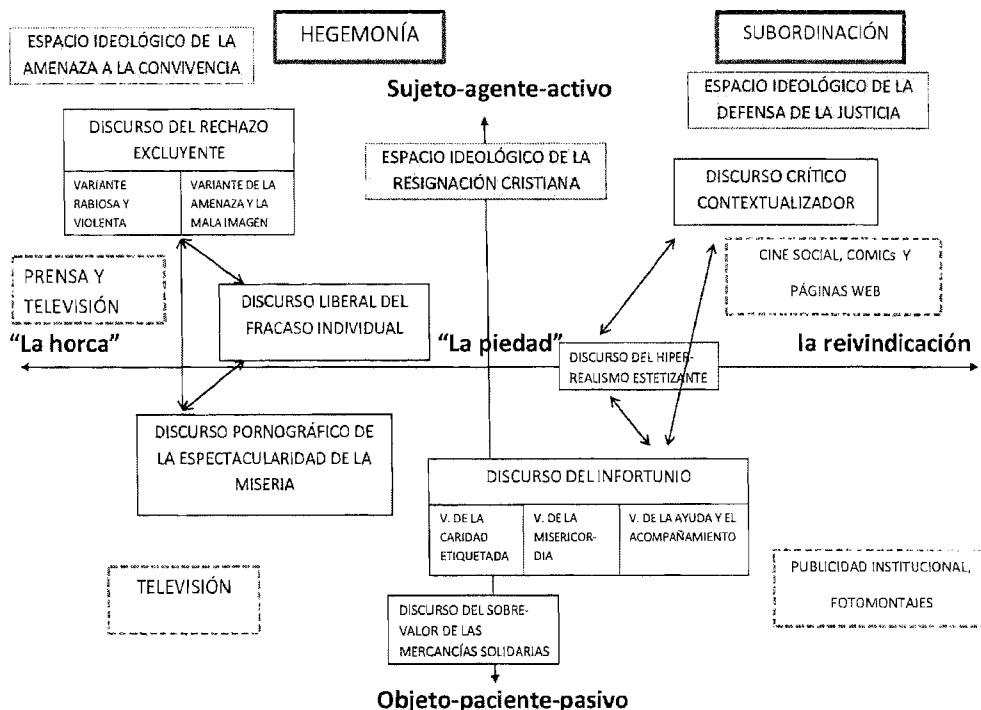 HEGEMONÍA
SUBORDINACIÓN
ESPACIO IDEOLÓGICO DE LA
AMENAZA A LA CONVIVENCIA
Sujeto-agente-activo
ESPACIO IDEOLÓGICO DE LA
DEFENSA DE LA JUSTICIA
DISCURSO DEL RECHAZO
EXCLUYENTE
VARIANTE
RABIOSA Y
VIOLENTA
VARIANTE DE LA
AMENAZA Y LA
MALA IMAGEN
ESPACIO IDEOLÓGICO DE LA
RESIGNACIÓN CRISTIANA
DISCURSO CRÍTICO
CONTEXTUALIZADOR
PRENSA Y
TELEVISIÓN
CINE SOCIAL, COMICs Y
PÁGINAS WEB
DISCURSO LIBERAL DEL
FRACASO INDIVIDUAL
"La horca"
"La piedad"
la reivindicación
DISCURSO DEL HIPER-
REALISMO ESTETIZANTE
DISCURSO PORNOGRÁFICO DE
LA ESPECTACULARIDAD DE LA
MISERIA
DISCURSO DEL INFORTUNIO
V. DE LA
CARIDAD
ETIQUETADA
V. DE LA
MISERICOR-
DIA
V. DE LA AYUDA Y EL
ACOMPAÑAMIENTO
TELEVISIÓN
PUBLICIDAD INSTITUCIONAL,
FOTOMONTAJES
DISCURSO DEL SOBRE-
VALOR DE LAS
MERCANCÍAS SOLIDARIAS
Objeto-paciente-pasivo